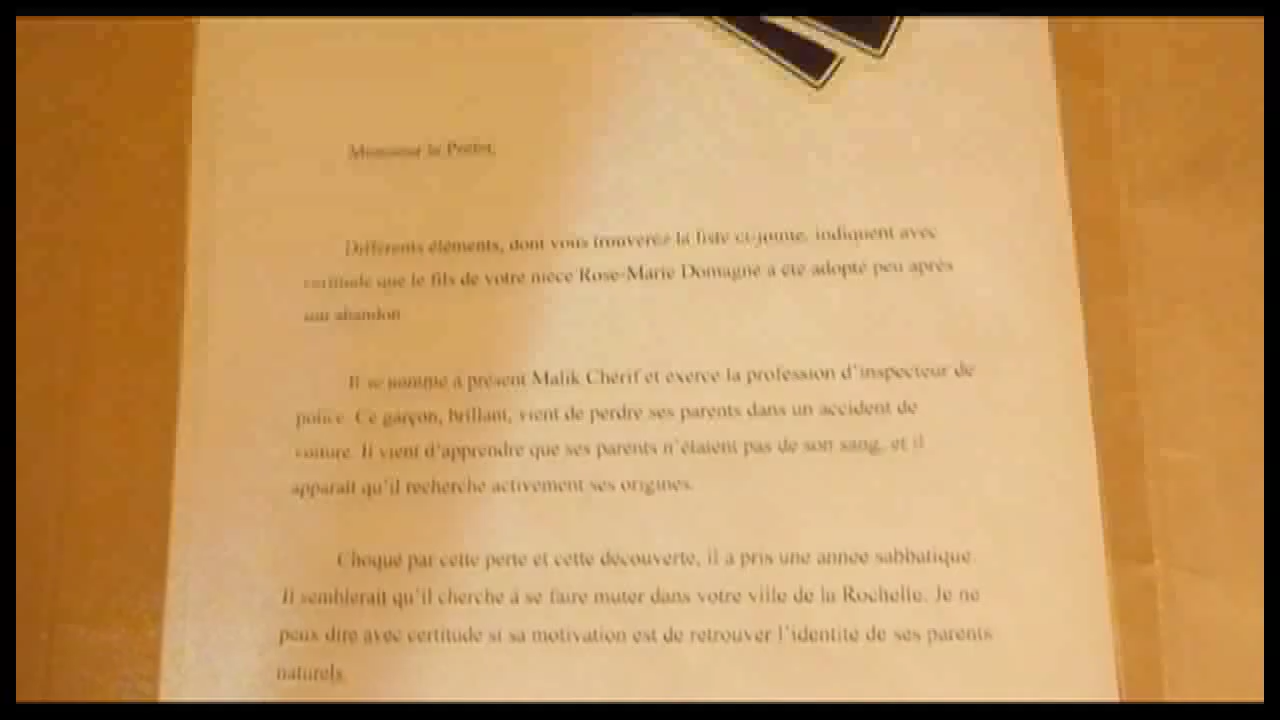 Monsieur le Préfet,
Différents éléments, dont vous trouverez la liste ci-jointe, indiquent avec
certitude que le fils de votre nièce Rose-Marie Domagne a été adopté peu après
son abandon.
Il se nomme à présent Malik Chérif et exerce la profession d'inspecteur de
police. Ce garçon, brillant, vient de perdre ses parents dans un accident de
voiture. Il vient d'apprendre que ses parents n'étaient pas de son sang, et il
apparaît qu'il recherche activement ses origines.
Choqué par cette perte et cette découverte, il a pris une année sabbatique.
Il semblerait qu'il cherche à se faire muter dans votre ville de la Rochelle. Je ne
peux dire avec certitude si sa motivation est de retrouver l'identité de ses parents
naturels.